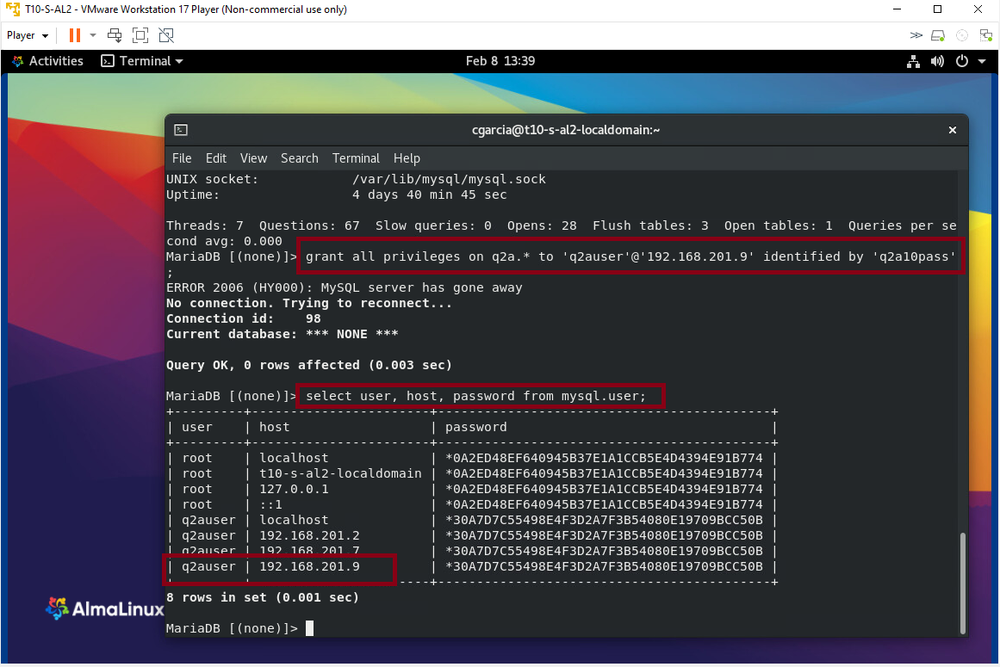 T10-S-AL2 - VMware Workstation 17 Player (Non-commercial use only)
Player
Activities
Terminal
Feb 8 13:39
cgarcia@t10-s-al2-localdomain:~
File Edit View Search Terminal Help
UNIX socket: /var/lib/mysql/mysql.sock
Uptime: 4 days 40 min 45 sec
Threads: 7 Questions: 67 Slow queries: 0 Opens: 28 Flush tables: 3 Open tables: 1 Queries per se
cond avg: 0.000
MariaDB [(none)]> grant all privileges on q2a.* to 'q2auser'@'192.168.201.9' identified by 'q2a10pass'
;
ERROR 2006 (HY000): MySQL server has gone away
No connection. Trying to reconnect...
Connection id: 98
Current database: *** NONE ***
Query OK, 0 rows affected (0.003 sec)
MariaDB [(none)]> select user, host, password from mysql.user;
+---------+-----------------------+-------------------------------------------+
| user | host | password |
+---------+-----------------------+-------------------------------------------+
| root | localhost | *0A2ED48EF640945B37E1A1CCB5E4D4394E91B774 |
| root | t10-s-al2-localdomain | *0A2ED48EF640945B37E1A1CCB5E4D4394E91B774 |
| root | 127.0.0.1 | *0A2ED48EF640945B37E1A1CCB5E4D4394E91B774 |
| root | ::1 | *0A2ED48EF640945B37E1A1CCB5E4D4394E91B774 |
| q2auser | localhost | *30A7D7C55498E4F3D2A7F3B54080E19709BCC50B |
| q2auser | 192.168.201.2 | *30A7D7C55498E4F3D2A7F3B54080E19709BCC50B |
| q2auser | 192.168.201.7 | *30A7D7C55498E4F3D2A7F3B54080E19709BCC50B |
| q2auser | 192.168.201.9 | *30A7D7C55498E4F3D2A7F3B54080E19709BCC50B |
+---------+-----------------------+-------------------------------------------+
8 rows in set (0.001 sec)
MariaDB [(none)]>
AlmaLinux